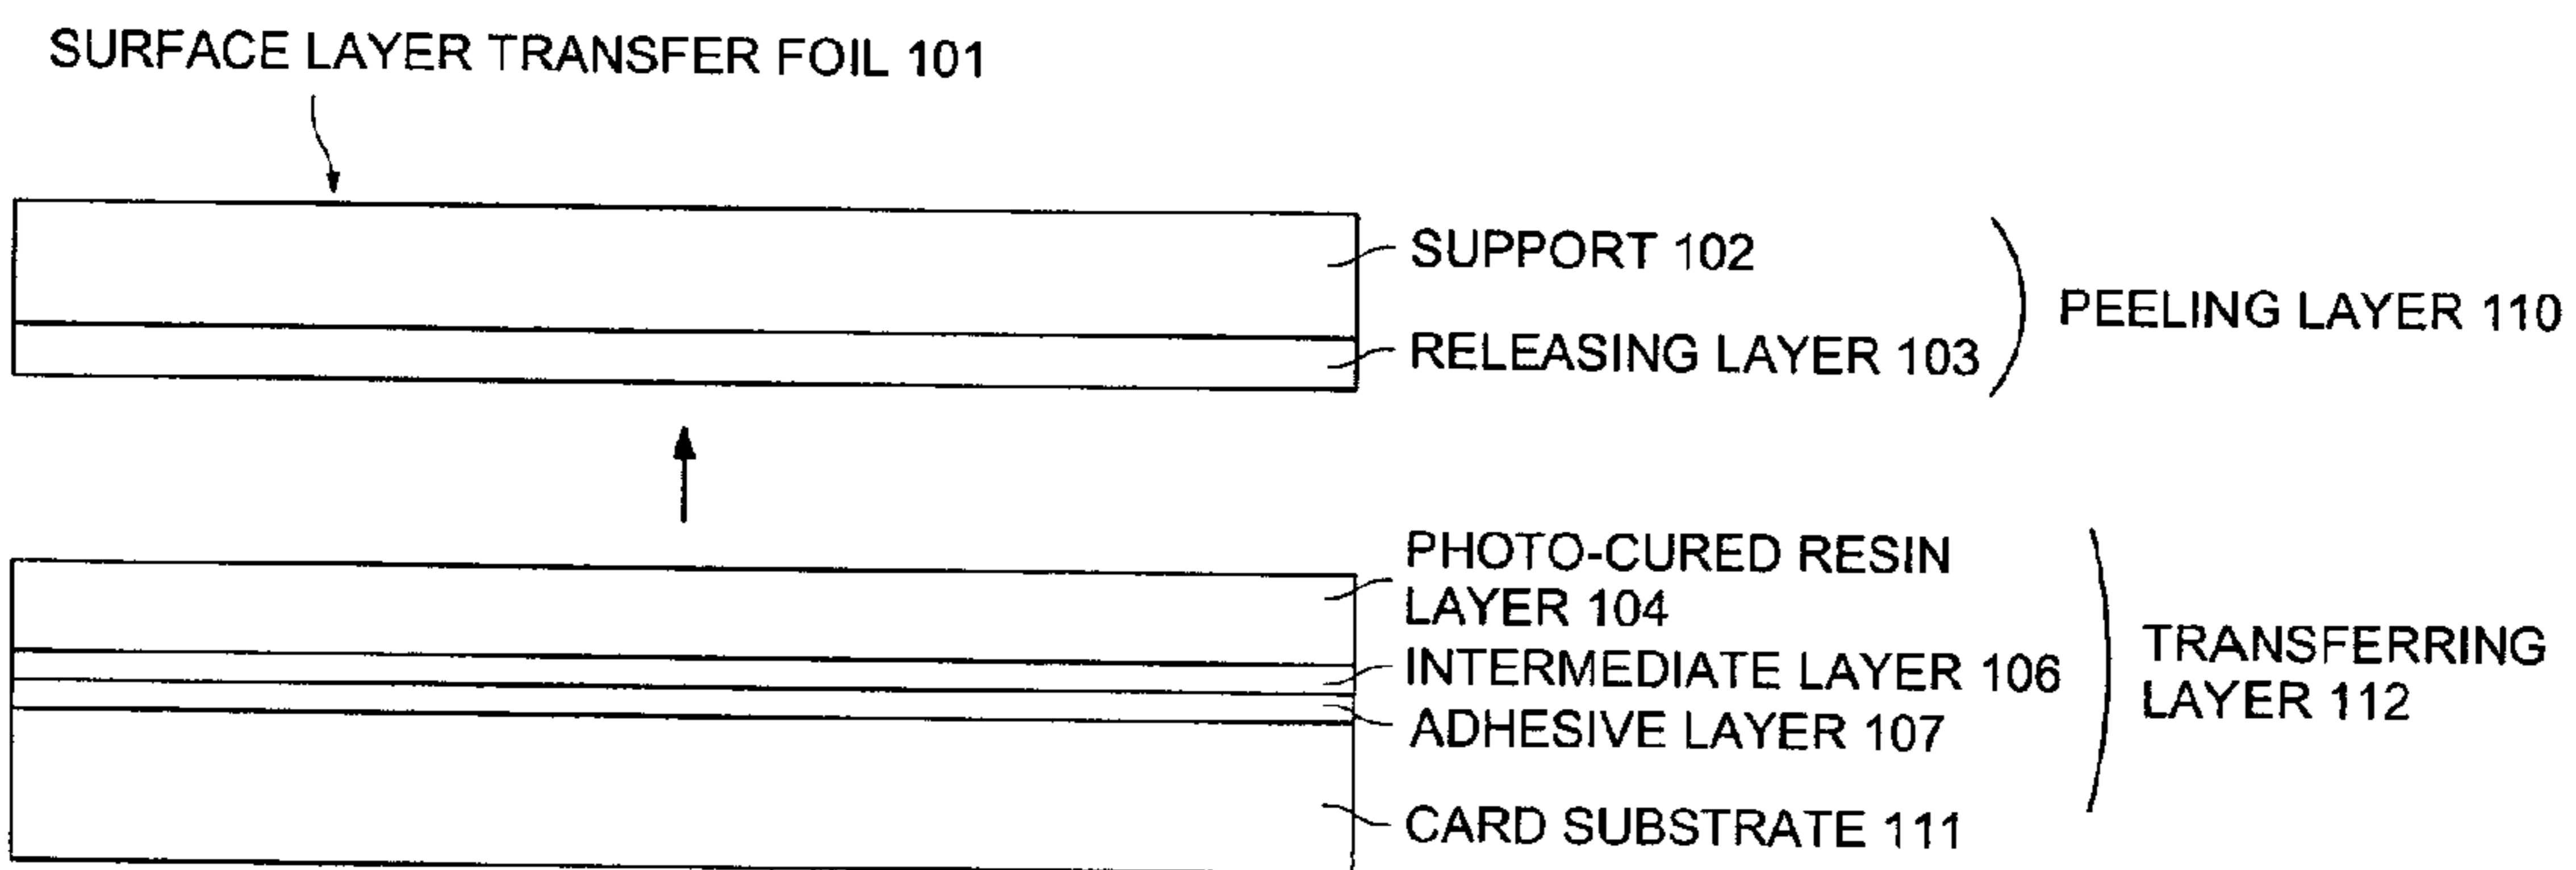 SURFACE LAYER TRANSFER FOIL 101
SUPPORT 102
RELEASING LAYER 103
PEELING LAYER 110
PHOTO-CURED RESIN
LAYER 104
INTERMEDIATE LAYER 106
ADHESIVE LAYER 107
CARD SUBSTRATE 111
TRANSFERRING
LAYER 112